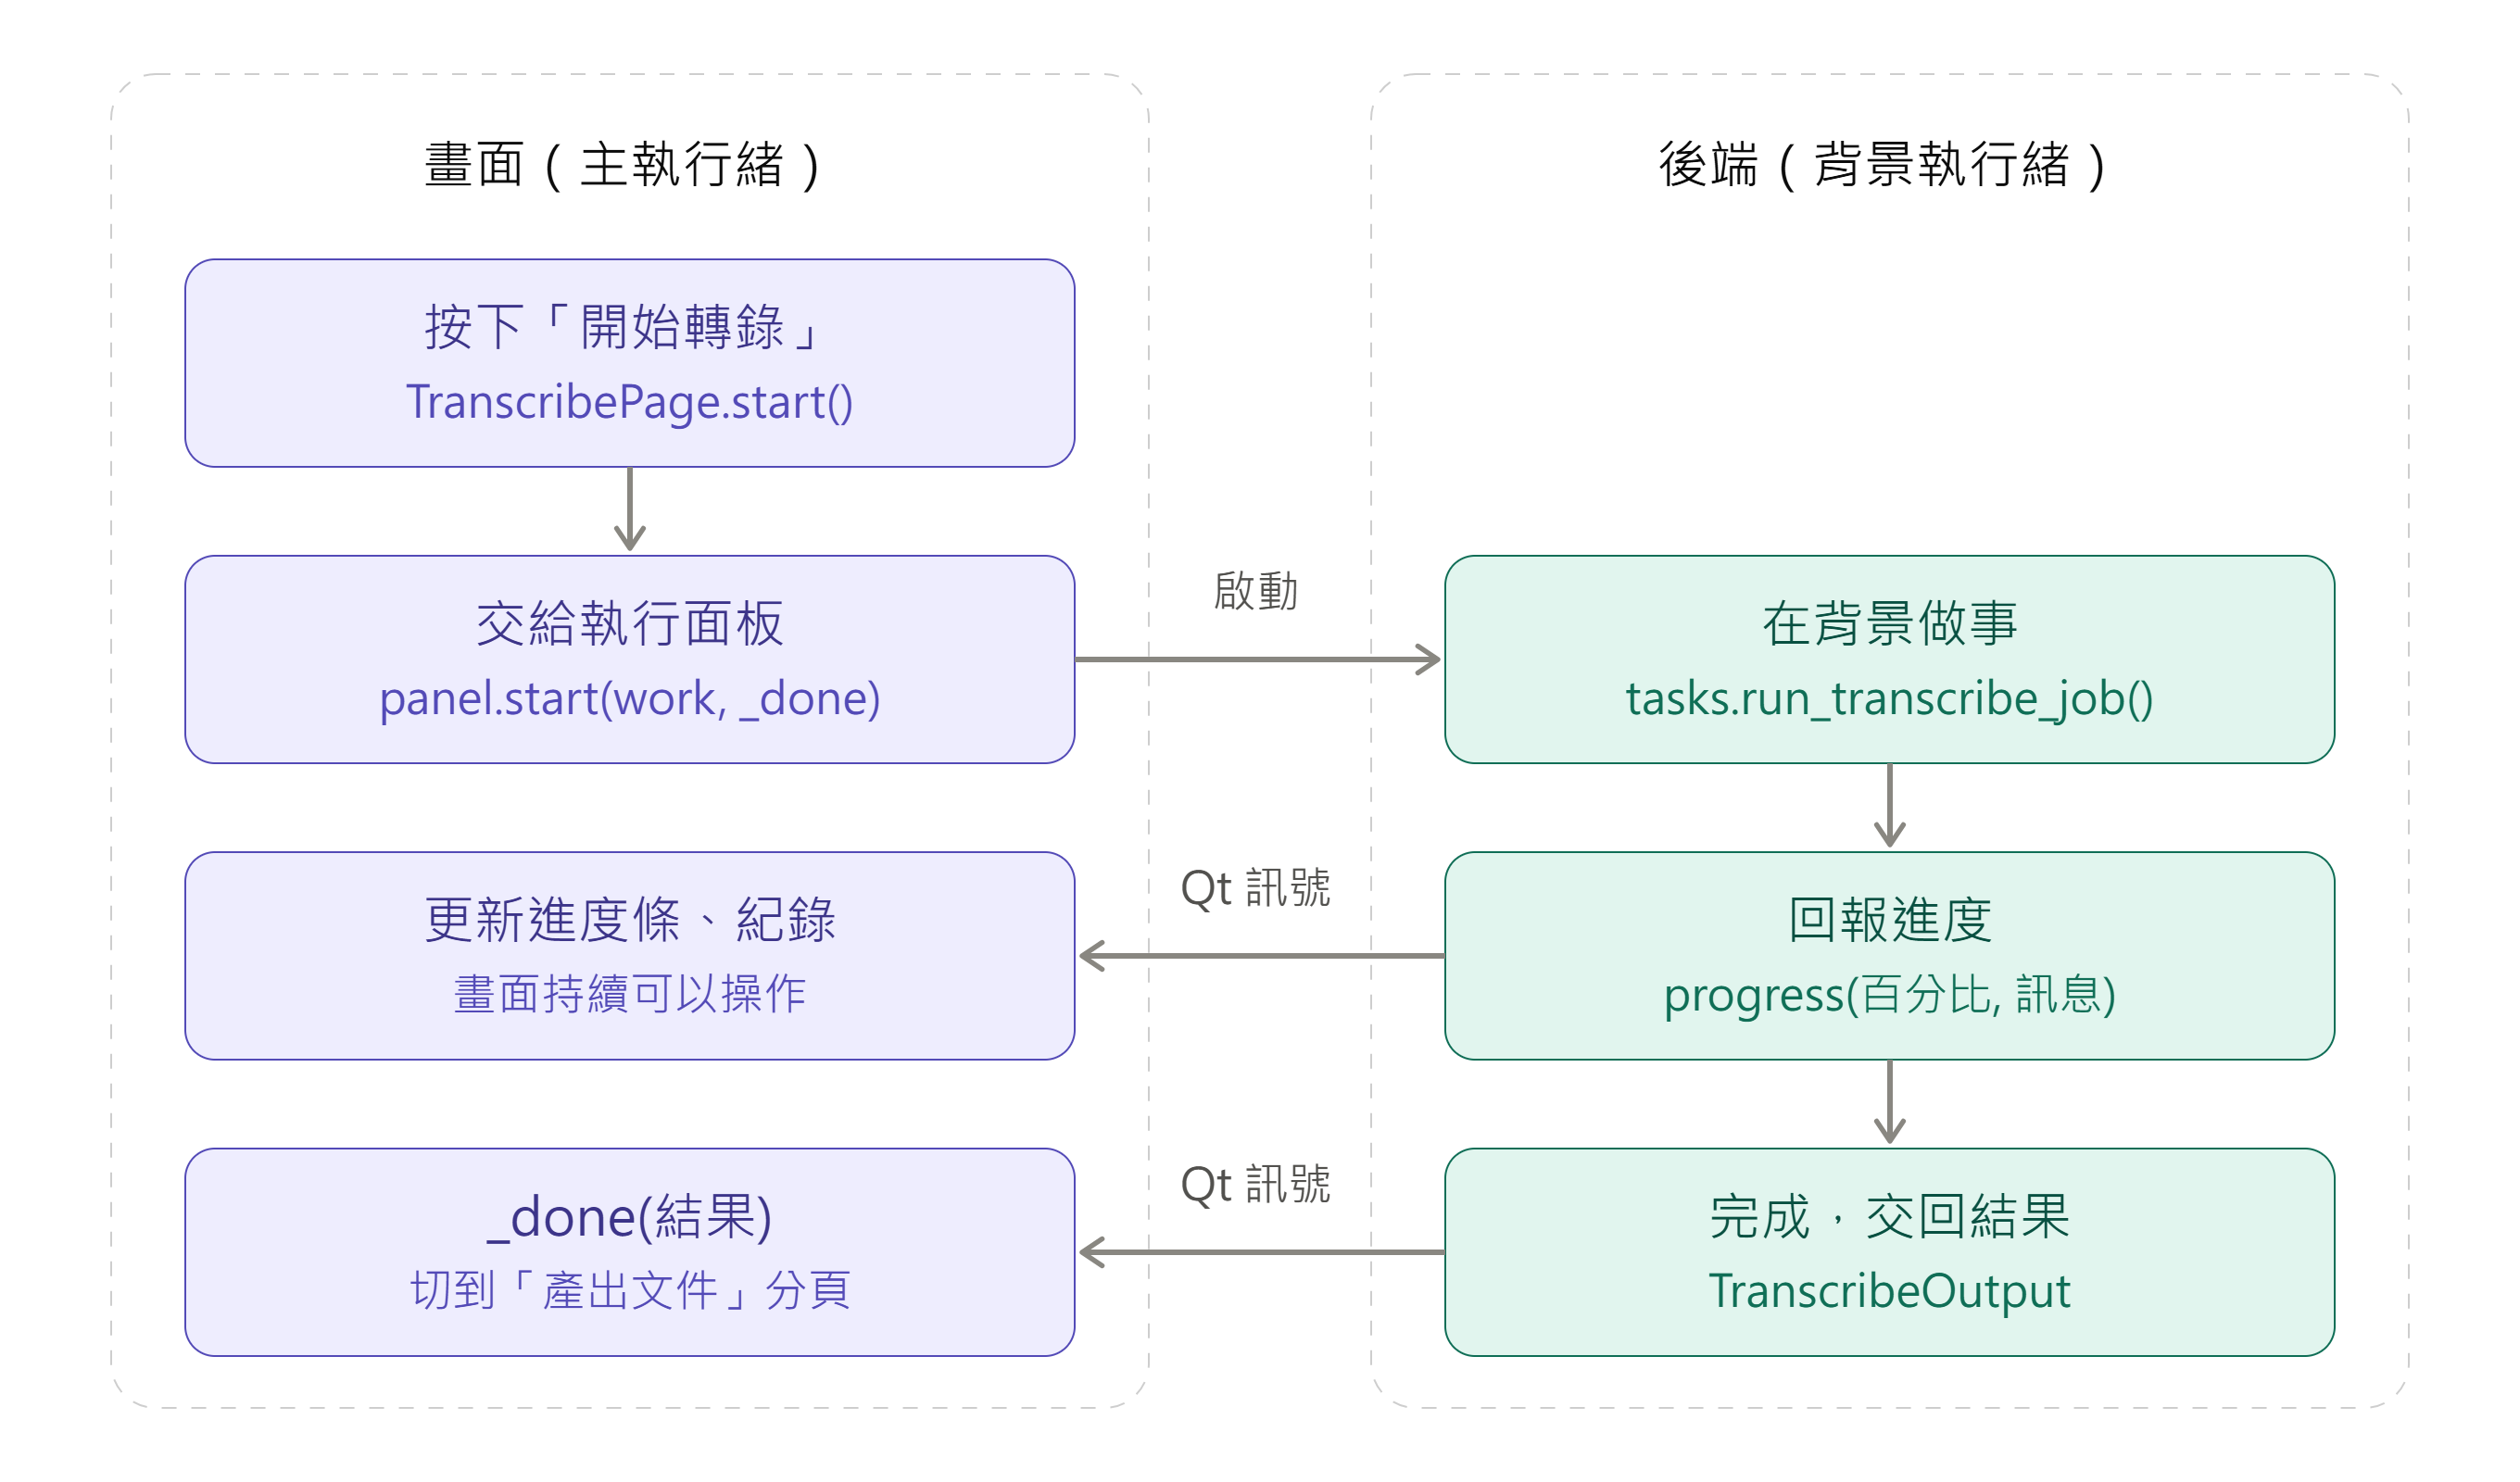 畫面（主執行緒）
按下「開始轉錄」
TranscribePage.start()
交給執行面板
panel.start(work, _done)
更新進度條、紀錄
畫面持續可以操作
_done(結果)
切到「產出文件」分頁
啟動
Qt 訊號
Qt 訊號
後端（背景執行緒）
在背景做事
tasks.run_transcribe_job()
回報進度
progress(百分比, 訊息)
完成，交回結果
TranscribeOutput